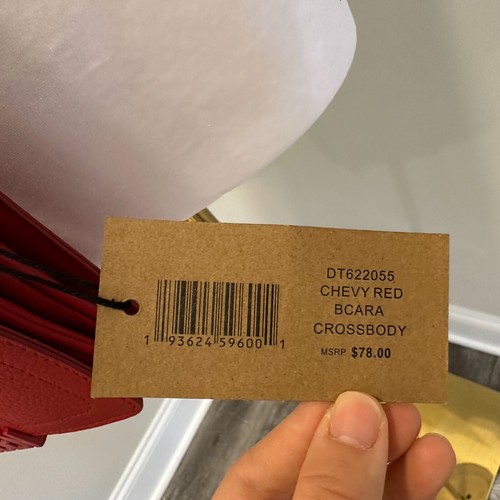 DT622055
CHEVY RED
BCARA
CROSSBODY
MSRP $78.00
1 93624 59600 1